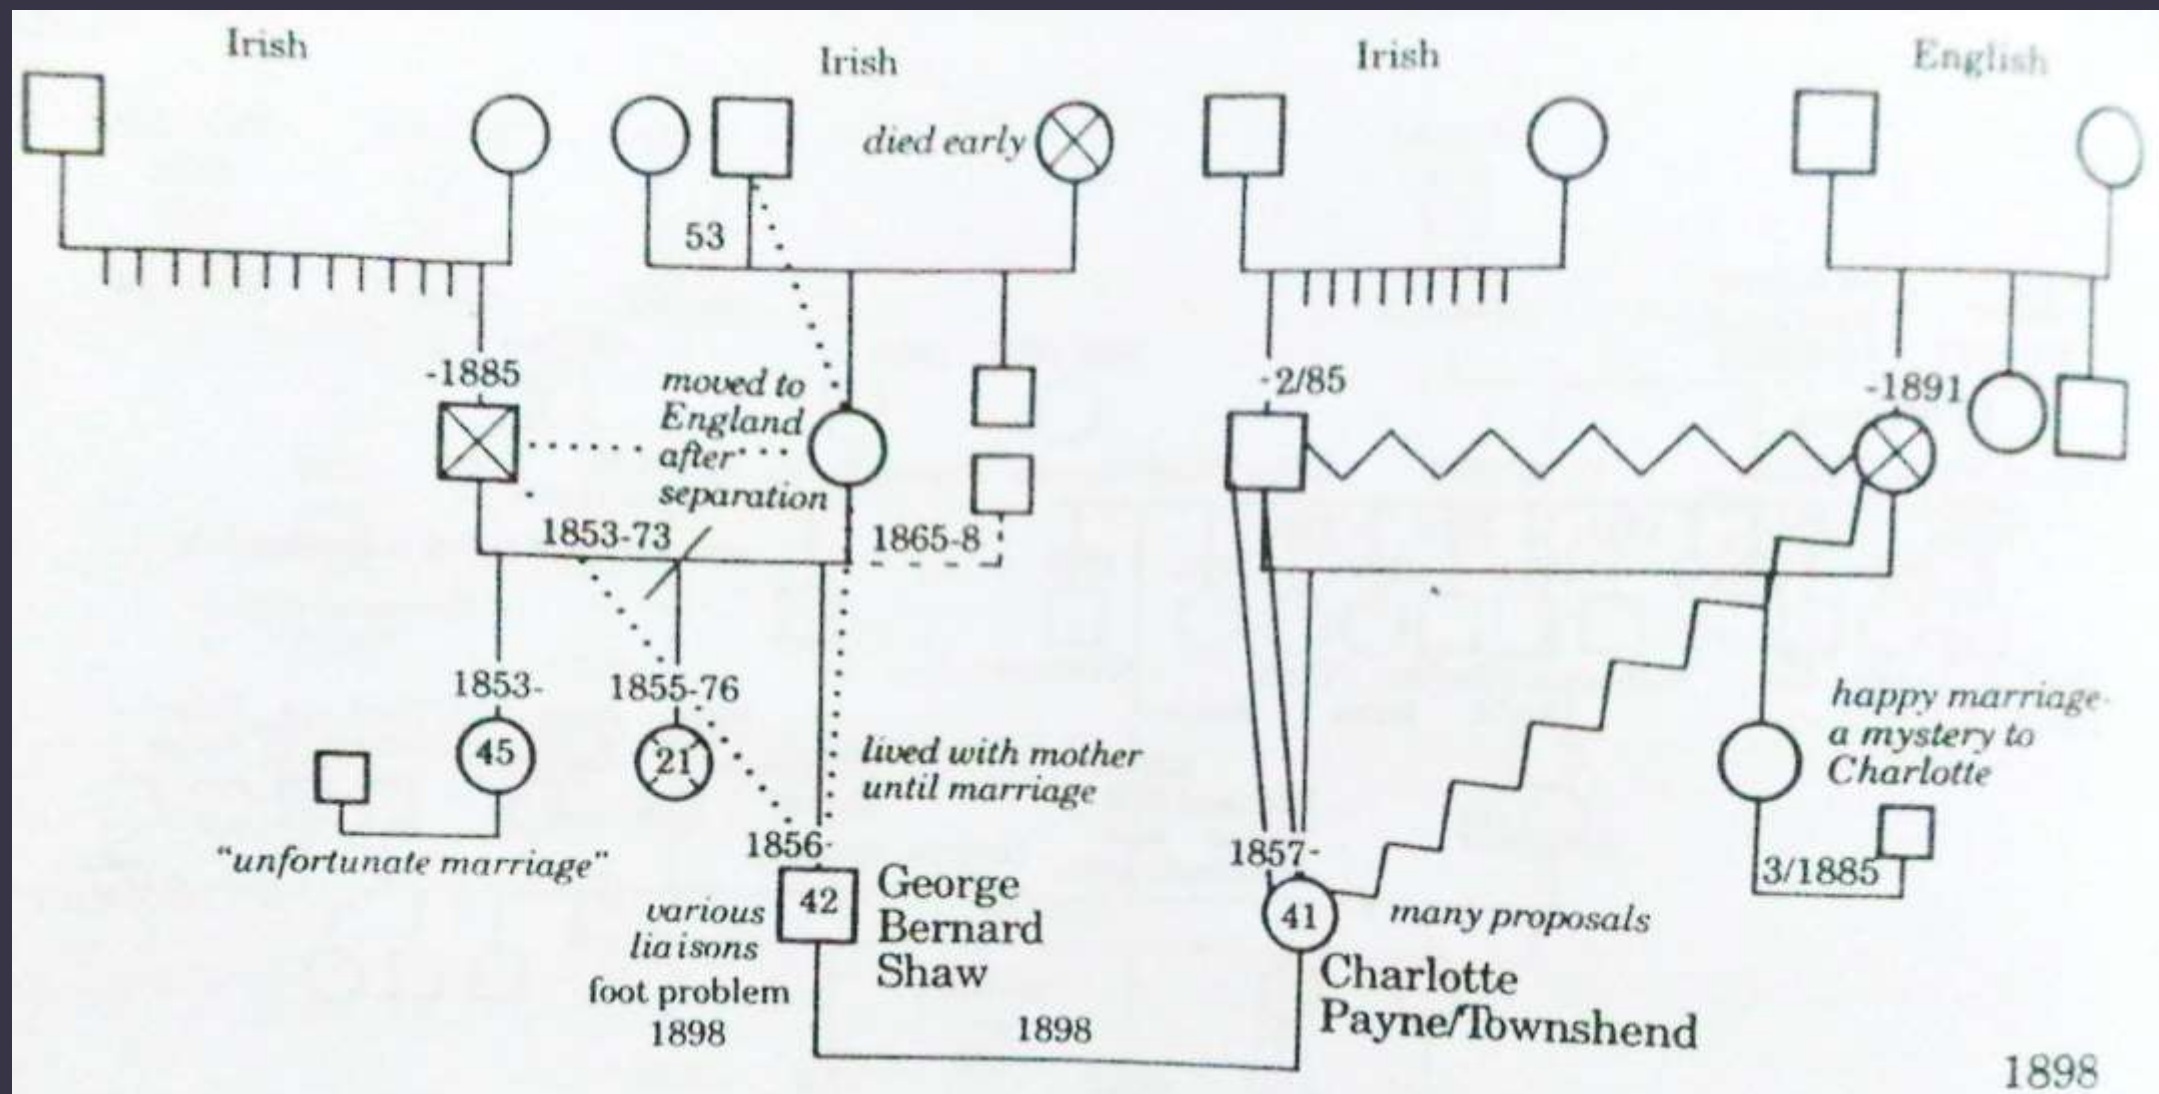 Irish
Irish
Irish
English
died early
53
-1885
moved to
England
after
separation
-2/85
-1891
1853-73
1865-8
1853-
1855-76
45
21
lived with mother
until marriage
happy marriage-
a mystery to
Charlotte
"unfortunate marriage"
1856-
1857-
3/1885
42
George
Bernard
Shaw
various
liaisons
foot problem
1898
41
many proposals
Charlotte
Payne/Townshend
1898
1898